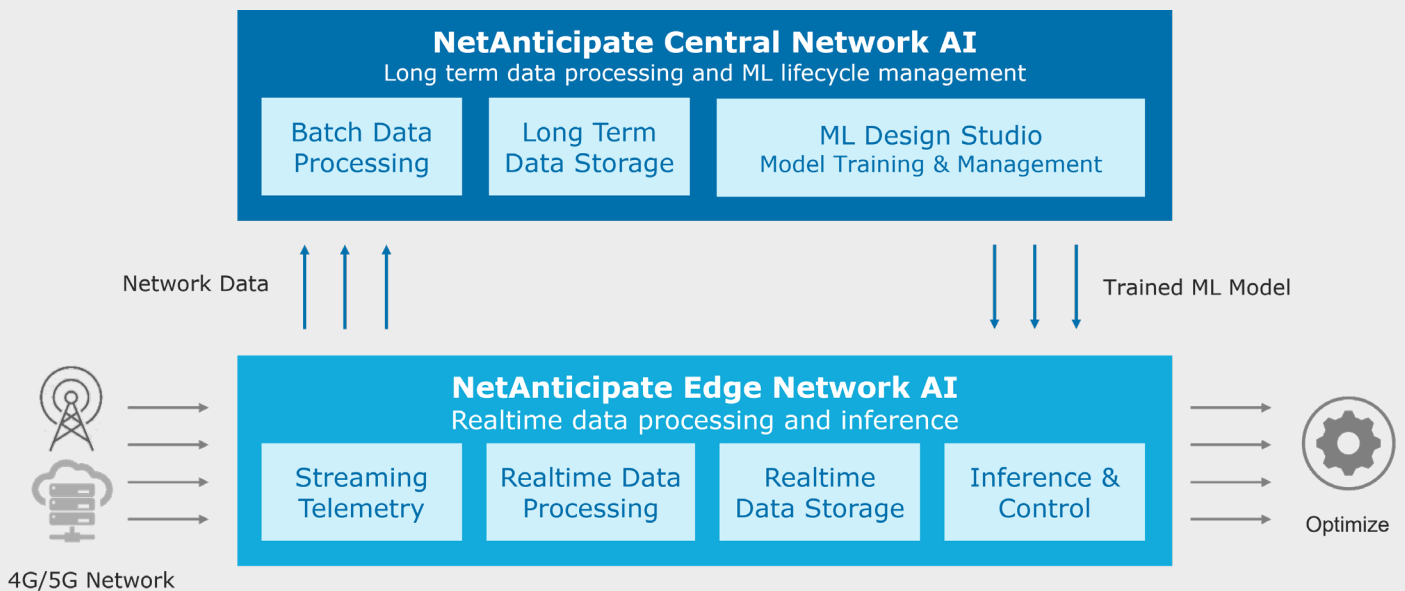 NetAnticipate Central Network AI
Long term data processing and ML lifecycle management
Batch Data
Processing
Long Term
Data Storage
ML Design Studio
Model Training & Management
Network Data
Trained ML Model
NetAnticipate Edge Network AI
Realtime data processing and inference
Streaming
Telemetry
Realtime Data
Processing
Realtime
Data Storage
Inference &
Control
4G/5G Network
Optimize